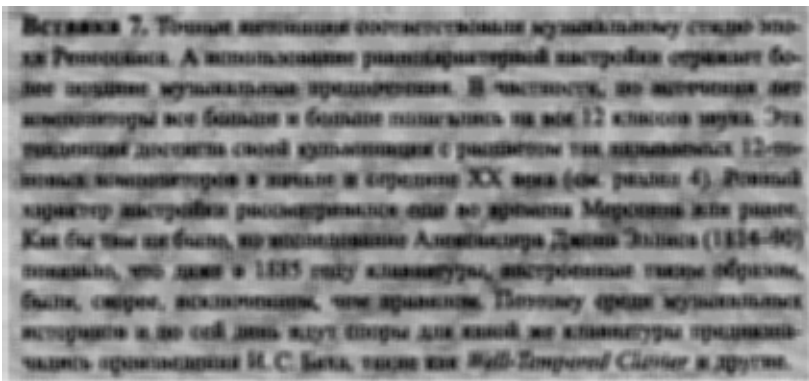 Вставка 7. Точные интонации соответствовали музыкальному стилю эпо-
хи Ренессанса. А использование равнохарактерной настройки отражает бо-
лее поздние музыкальные предпочтения. В частности, по истечении лет
композиторы все больше и больше полагались на все 12 классов звука. Эта
тенденция достигла своей кульминации с расцветом так называемых 12-то-
новых композиторов в начале и середине XX века (см. раздел 4). Ровный
характер настройки рассматривался еще во времена Мерсенна или ранее.
Как бы там ни было, но исследование Александера Джона Эллиса (1814–90)
показало, что даже в 1885 году клавиатуры, настроенные таким образом,
были, скорее, исключением, чем правилом. Поэтому среди музыкальных
историков и по сей день идут споры для какой же клавиатуры предназна-
чались произведения И. С. Баха, такие как Well-Tempered Clavier и другие.